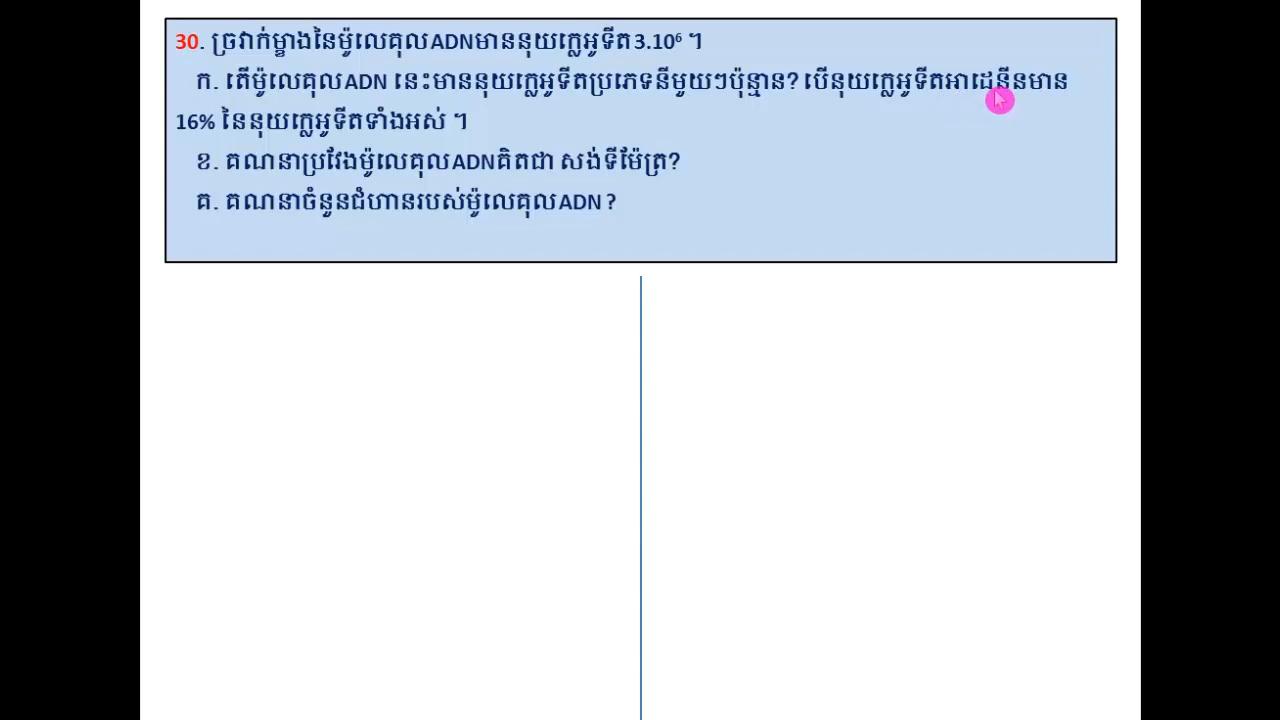 30. ច្រវាក់ម្ខាងនៃម៉ូលេគុលADNមាននុយក្លេអូទីត3.10⁶ ។
ក. តើម៉ូលេគុលADN នេះមាននុយក្លេអូទីតប្រភេទនីមួយៗប៉ុន្មាន? បើនុយក្លេអូទីតអាដេនីនមាន
16% នៃនុយក្លេអូទីតទាំងអស់ ។
ខ. គណនាប្រវែងម៉ូលេគុលADNគិតជា សង់ទីម៉ែត្រ?
គ. គណនាចំនួនជំហានរបស់ម៉ូលេគុលADN ?